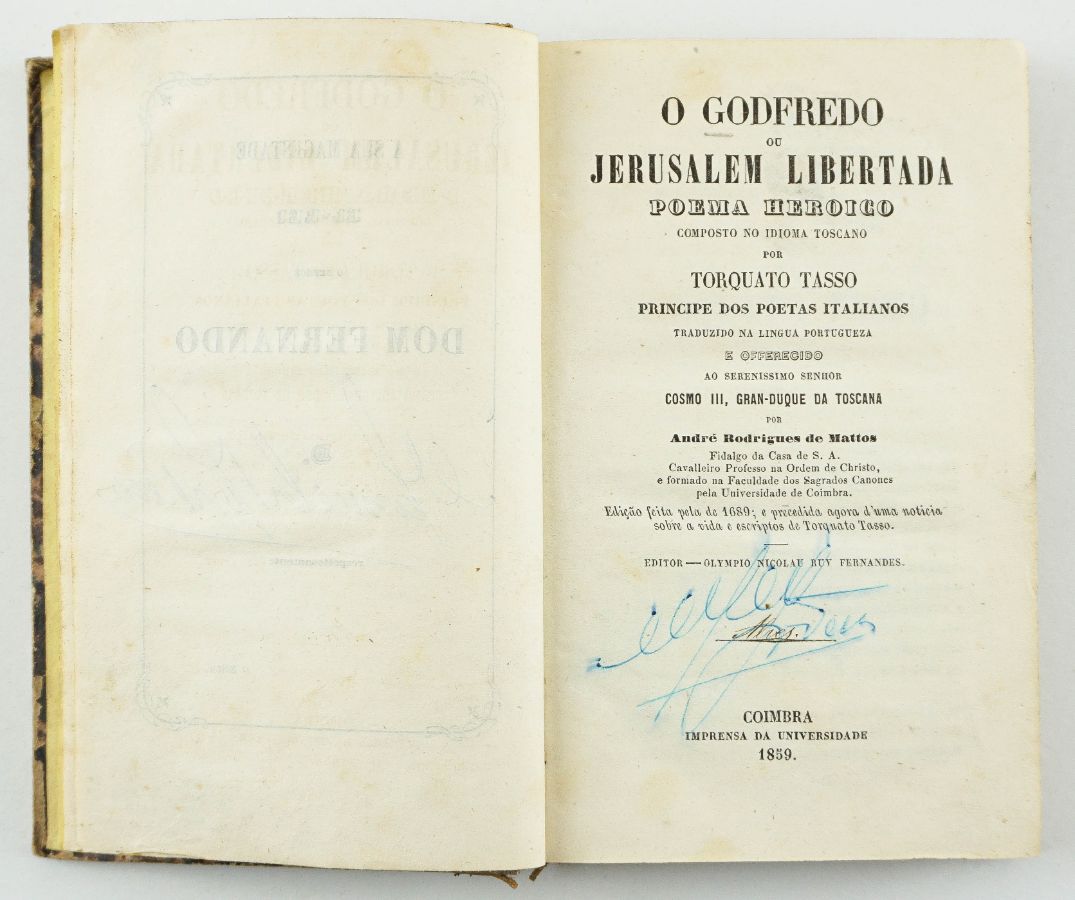 O GODFREDO
OU
JERUSALEM LIBERTADA
POEMA HEROICO
COMPOSTO NO IDIOMA TOSCANO
POR
TORQUATO TASSO
PRINCIPE DOS POETAS ITALIANOS
TRADUZIDO NA LINGUA PORTUGUEZA
E OFFERECIDO
AO SERENISSIMO SENHOR
COSMO III, GRAN-DUQUE DA TOSCANA
POR
André Rodrigues de Mattos
Fidalgo da Casa de S. A.
Cavalleiro Professo na Ordem de Christo,
e formado na Faculdade dos Sagrados Canones
pela Universidade de Coimbra.
Edição feita pela de 1689; e precedida agora d'uma noticia
sobre a vida e escriptos de Torquato Tasso.
EDITOR — OLYMPIO NICOLAU RUY FERNANDES.
COIMBRA
IMPRENSA DA UNIVERSIDADE
1859.